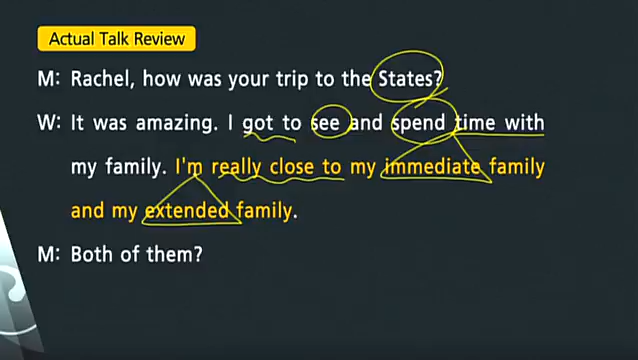 Actual Talk Review
M: Rachel, how was your trip to the States?
W: It was amazing. I got to see and spend time with
my family. I'm really close to my immediate family
and my extended family.
M: Both of them?